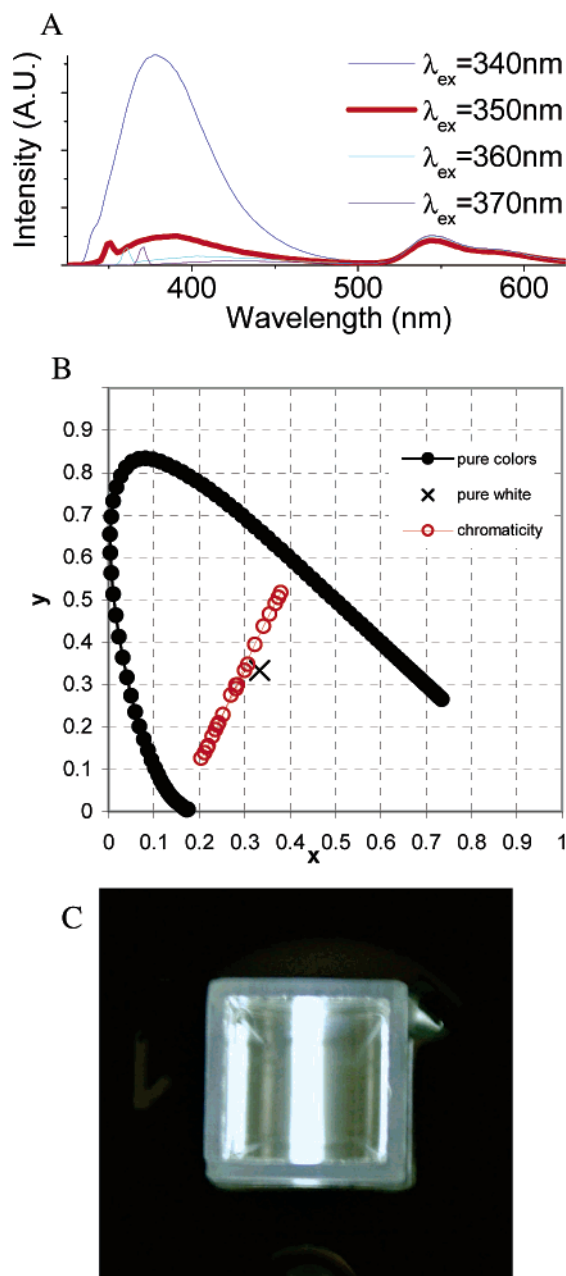 A
Intensity (A.U.)
λex=340nm
λex=350nm
λex=360nm
λex=370nm
400 500 600
Wavelength (nm)
B
y
0.9
0.8
0.7
0.6
0.5
0.4
0.3
0.2
0.1
0
pure colors
pure white
chromaticity
0 0.1 0.2 0.3 0.4 0.5 0.6 0.7 0.8 0.9 1
x
C